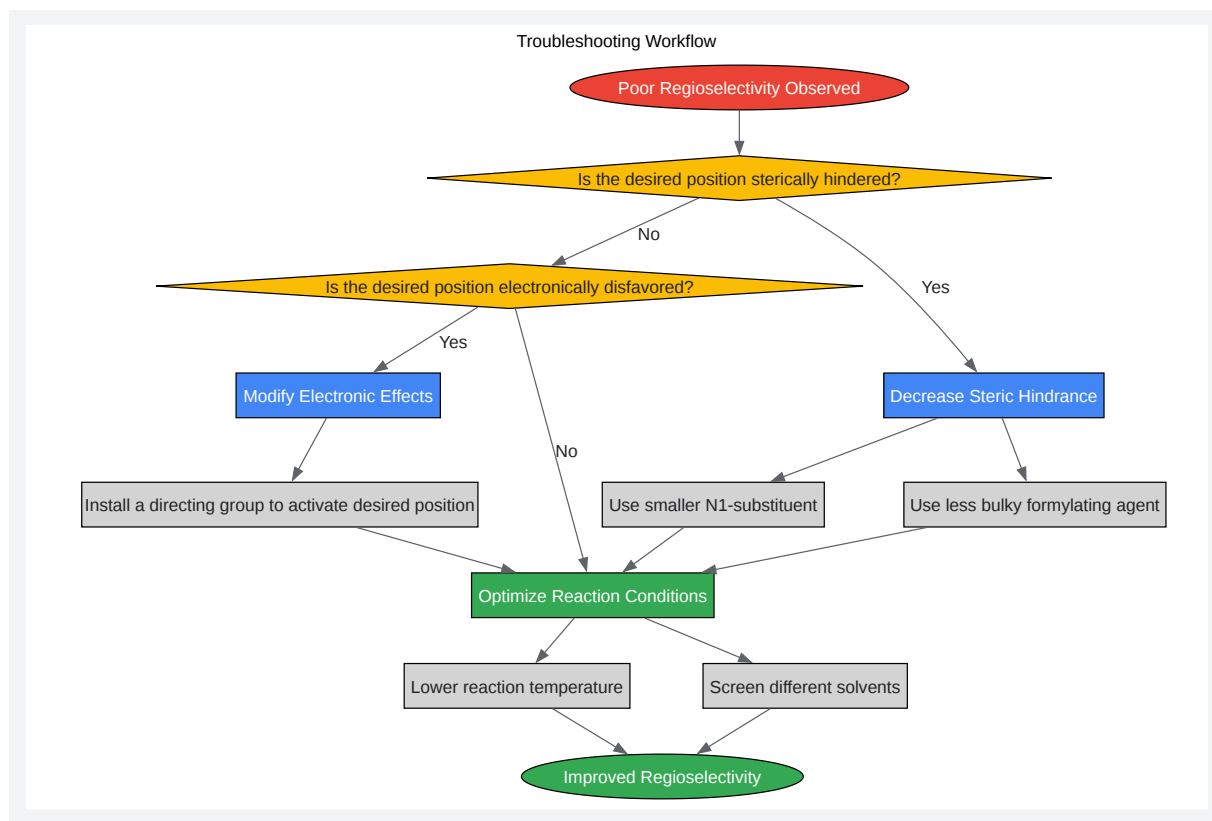 Troubleshooting Workflow
Poor Regioselectivity Observed
Is the desired position sterically hindered?
No
Is the desired position electronically disfavored?
Yes
Yes
Modify Electronic Effects
Decrease Steric Hindrance
No
Install a directing group to activate desired position
Use smaller N1-substituent
Use less bulky formylating agent
Optimize Reaction Conditions
Lower reaction temperature
Screen different solvents
Improved Regioselectivity